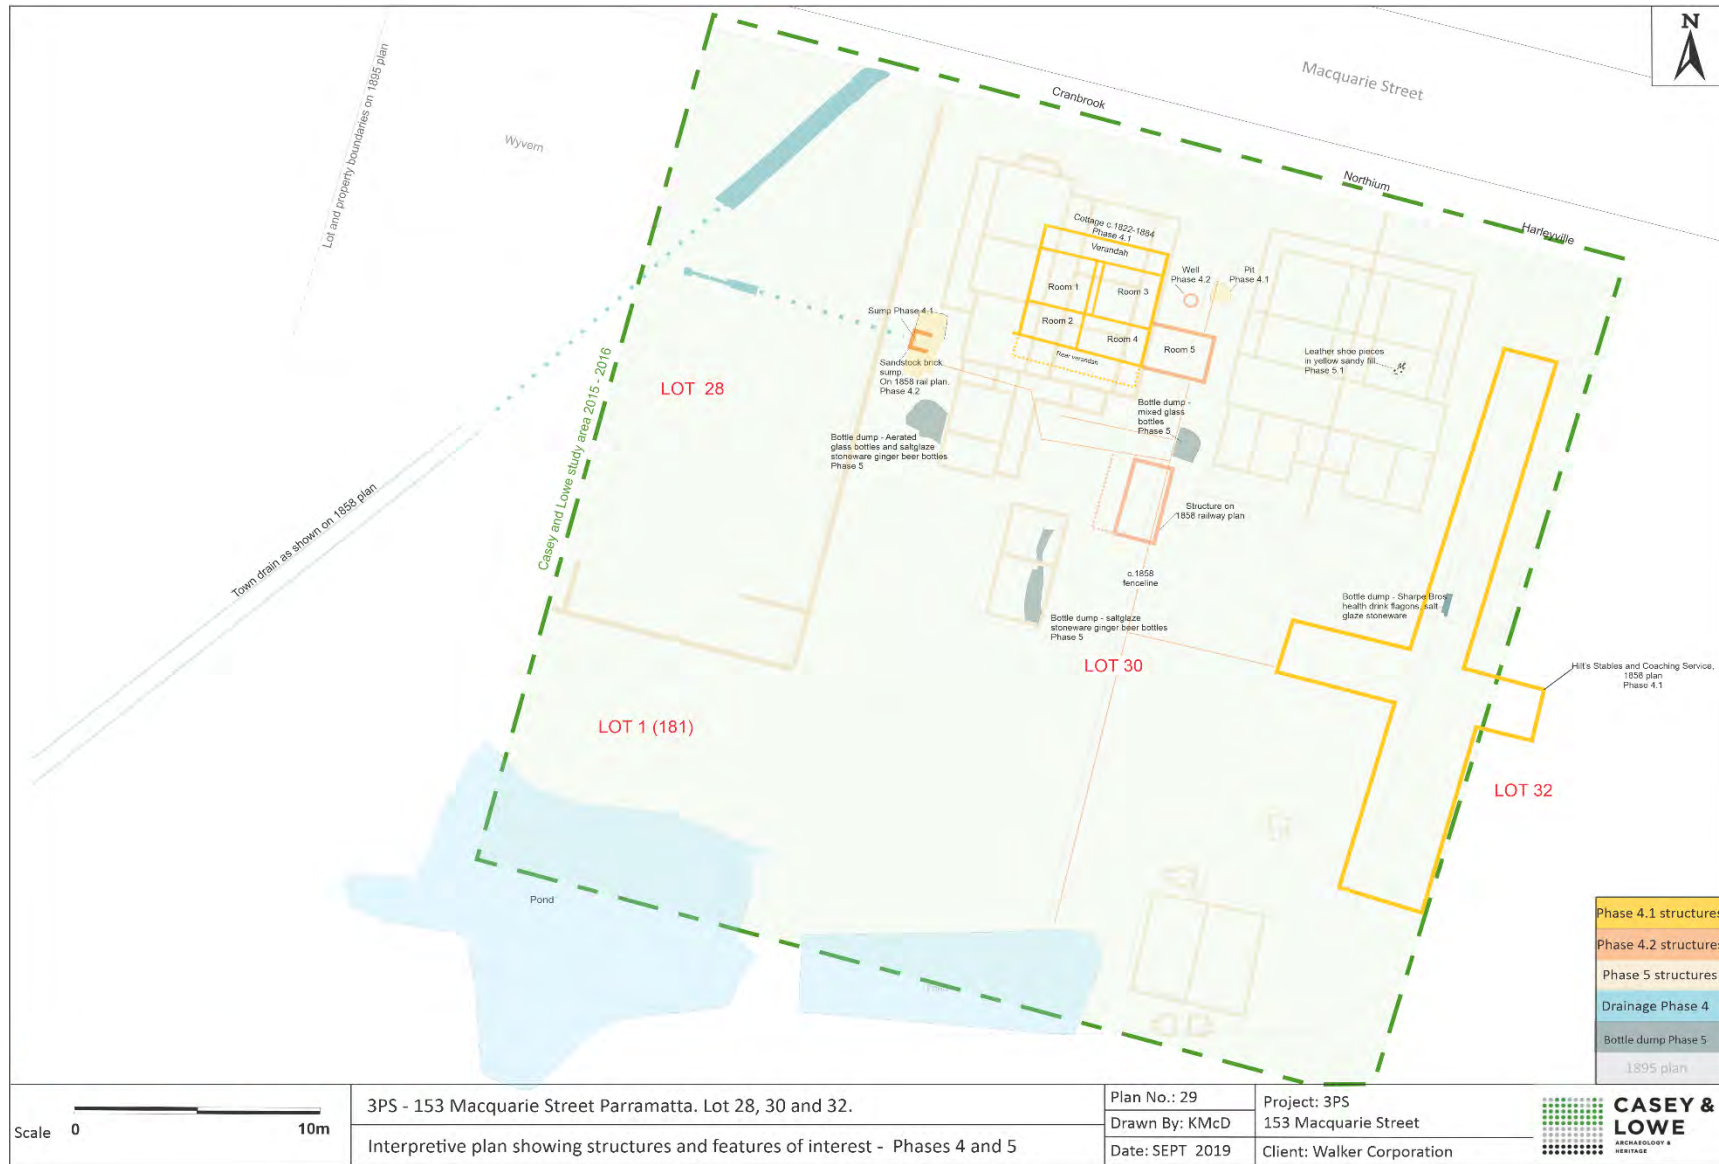 N
Macquarie Street
Cranbrook
Lot and property boundaries on 1895 plan
Wyvern
Northium
Harleyville
Cottage c.1822-1884
Phase 4.1
Verandah
Well
Phase 4.2
Pit
Phase 4.1
Room 1
Room 3
Room 2
Room 4
Room 5
Rear verandah
Sump Phase 4.1
Sandstock brick
sump.
On 1858 rail plan.
Phase 4.2
Leather shoe pieces
in yellow sandy fill.
Phase 5.1
LOT 28
Casey and Lowe study area 2015 - 2016
Bottle dump -
mixed glass
bottles
Phase 5
Bottle dump - Aerated
glass bottles and saltglaze
stoneware ginger beer bottles
Phase 5
Town drain as shown on 1858 plan
Structure on
1858 railway plan
c.1858
fenceline
Bottle dump - Sharpe Bros
health drink flagons, salt
glaze stoneware
Bottle dump - saltglaze
stoneware ginger beer bottles
Phase 5
LOT 30
Hill's Stables and Coaching Service,
1858 plan
Phase 4.1
LOT 1 (181)
LOT 32
Pond
Phase 4.1 structures
Phase 4.2 structures
Phase 5 structures
Drainage Phase 4
Bottle dump Phase 5
1895 plan
Scale 0 10m
3PS - 153 Macquarie Street Parramatta. Lot 28, 30 and 32.
Interpretive plan showing structures and features of interest - Phases 4 and 5
Plan No.: 29
Drawn By: KMcD
Date: SEPT 2019
Project: 3PS
153 Macquarie Street
Client: Walker Corporation
CASEY &
LOWE
ARCHAEOLOGY &
HERITAGE